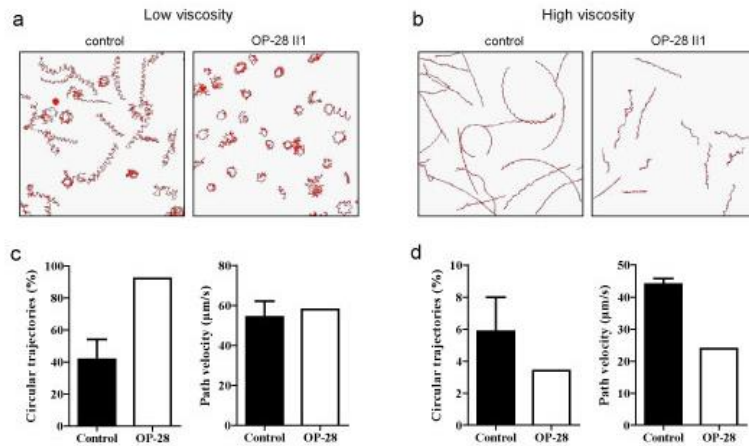 a
Low viscosity
control
OP-28 II1
b
High viscosity
control
OP-28 II1
c
Circular trajectories (%)
100
80
60
40
20
0
Control
OP-28
Path velocity (µm/s)
80
60
40
20
0
Control
OP-28
d
Circular trajectories (%)
8
6
4
2
0
Control
OP-28
Path velocity (µm/s)
50
40
30
20
10
0
Control
OP-28